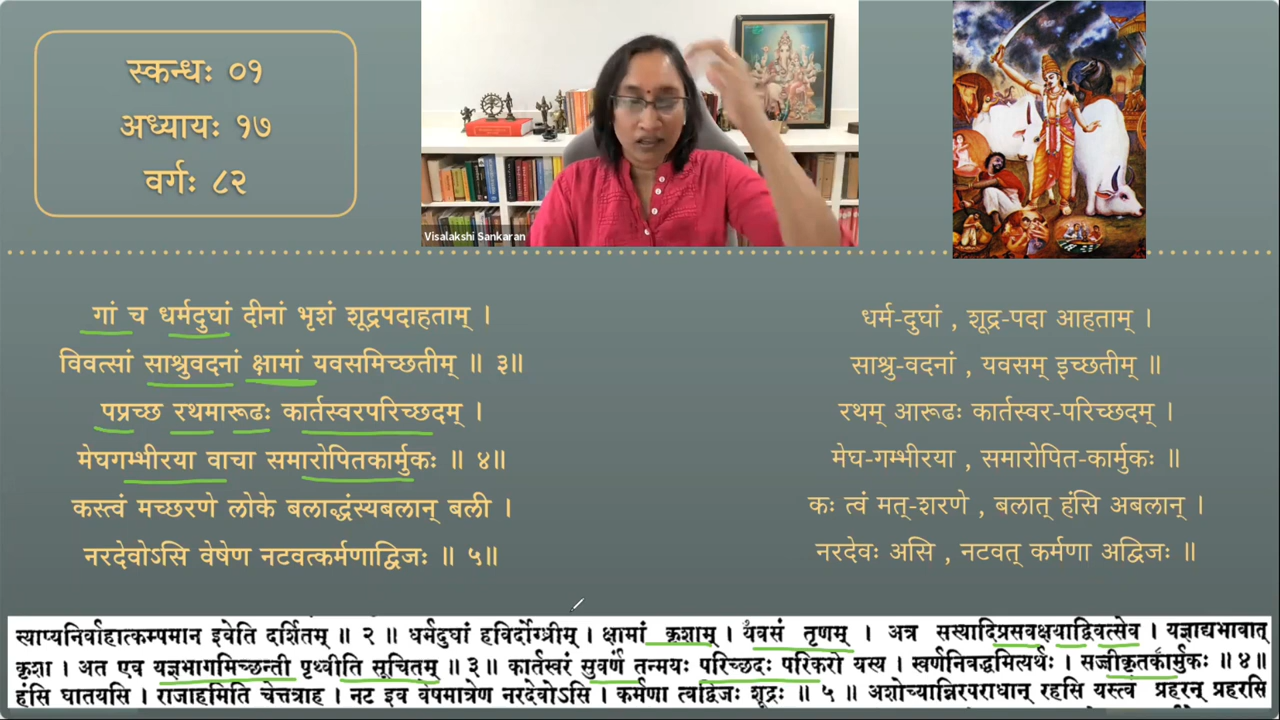 स्कन्धः ०१
अध्यायः १७
वर्गः ८२
Visalakshi Sankaran
गां च धर्मदुघां दीनां भृशं शूद्रपदाहताम् ।
विवत्सां साश्रुवदनां क्षामां यवसमिच्छतीम् ॥ ३॥
पप्रच्छ रथमारूढः कार्तस्वरपरिच्छदम् ।
मेघगम्भीरया वाचा समारोपितकार्मुकः ॥ ४॥
कस्त्वं मच्छरणे लोके बलाद्धंस्यबलान् बली ।
नरदेवोऽसि वेषेण नटवत्कर्मणाद्विजः ॥ ५॥
धर्म-दुघां , शूद्र-पदा आहताम् ।
साश्रु-वदनां , यवसम् इच्छतीम् ॥
रथम् आरूढः कार्तस्वर-परिच्छदम् ।
मेघ-गम्भीरया , समारोपित-कार्मुकः ॥
कः त्वं मत्-शरणे , बलात् हंसि अबलान् ।
नरदेवः असि , नटवत् कर्मणा अद्विजः ॥
स्याप्यनिर्वाहात्कम्पमान इवेति दर्शितम् ॥ २ ॥ धर्मदुघां हविर्दोग्ध्रीम् । क्षामां कृशाम् । यवसं तृणम् । अत्र सस्यादिप्रसवक्षयाद्विवत्सेव । यज्ञाद्यभावात्
कृशा । अत एव यज्ञभागमिच्छन्ती पृथ्वीति सूचितम् ॥ ३॥ कार्तस्वरं सुवर्णं तन्मयः परिच्छदः परिकरो यस्य । स्वर्णनिबद्धमित्यर्थः । सज्जीकृतकार्मुकः ॥४॥
हंसि घातयसि । राजाहमिति चेत्तत्राह । नट इव वेषमात्रेण नरदेवोऽसि । कर्मणा त्वद्विजः शूद्रः ॥ ५ ॥ अशोच्यान्निरपराधान् रहसि यस्त्वं प्रहरन् प्रहरसि